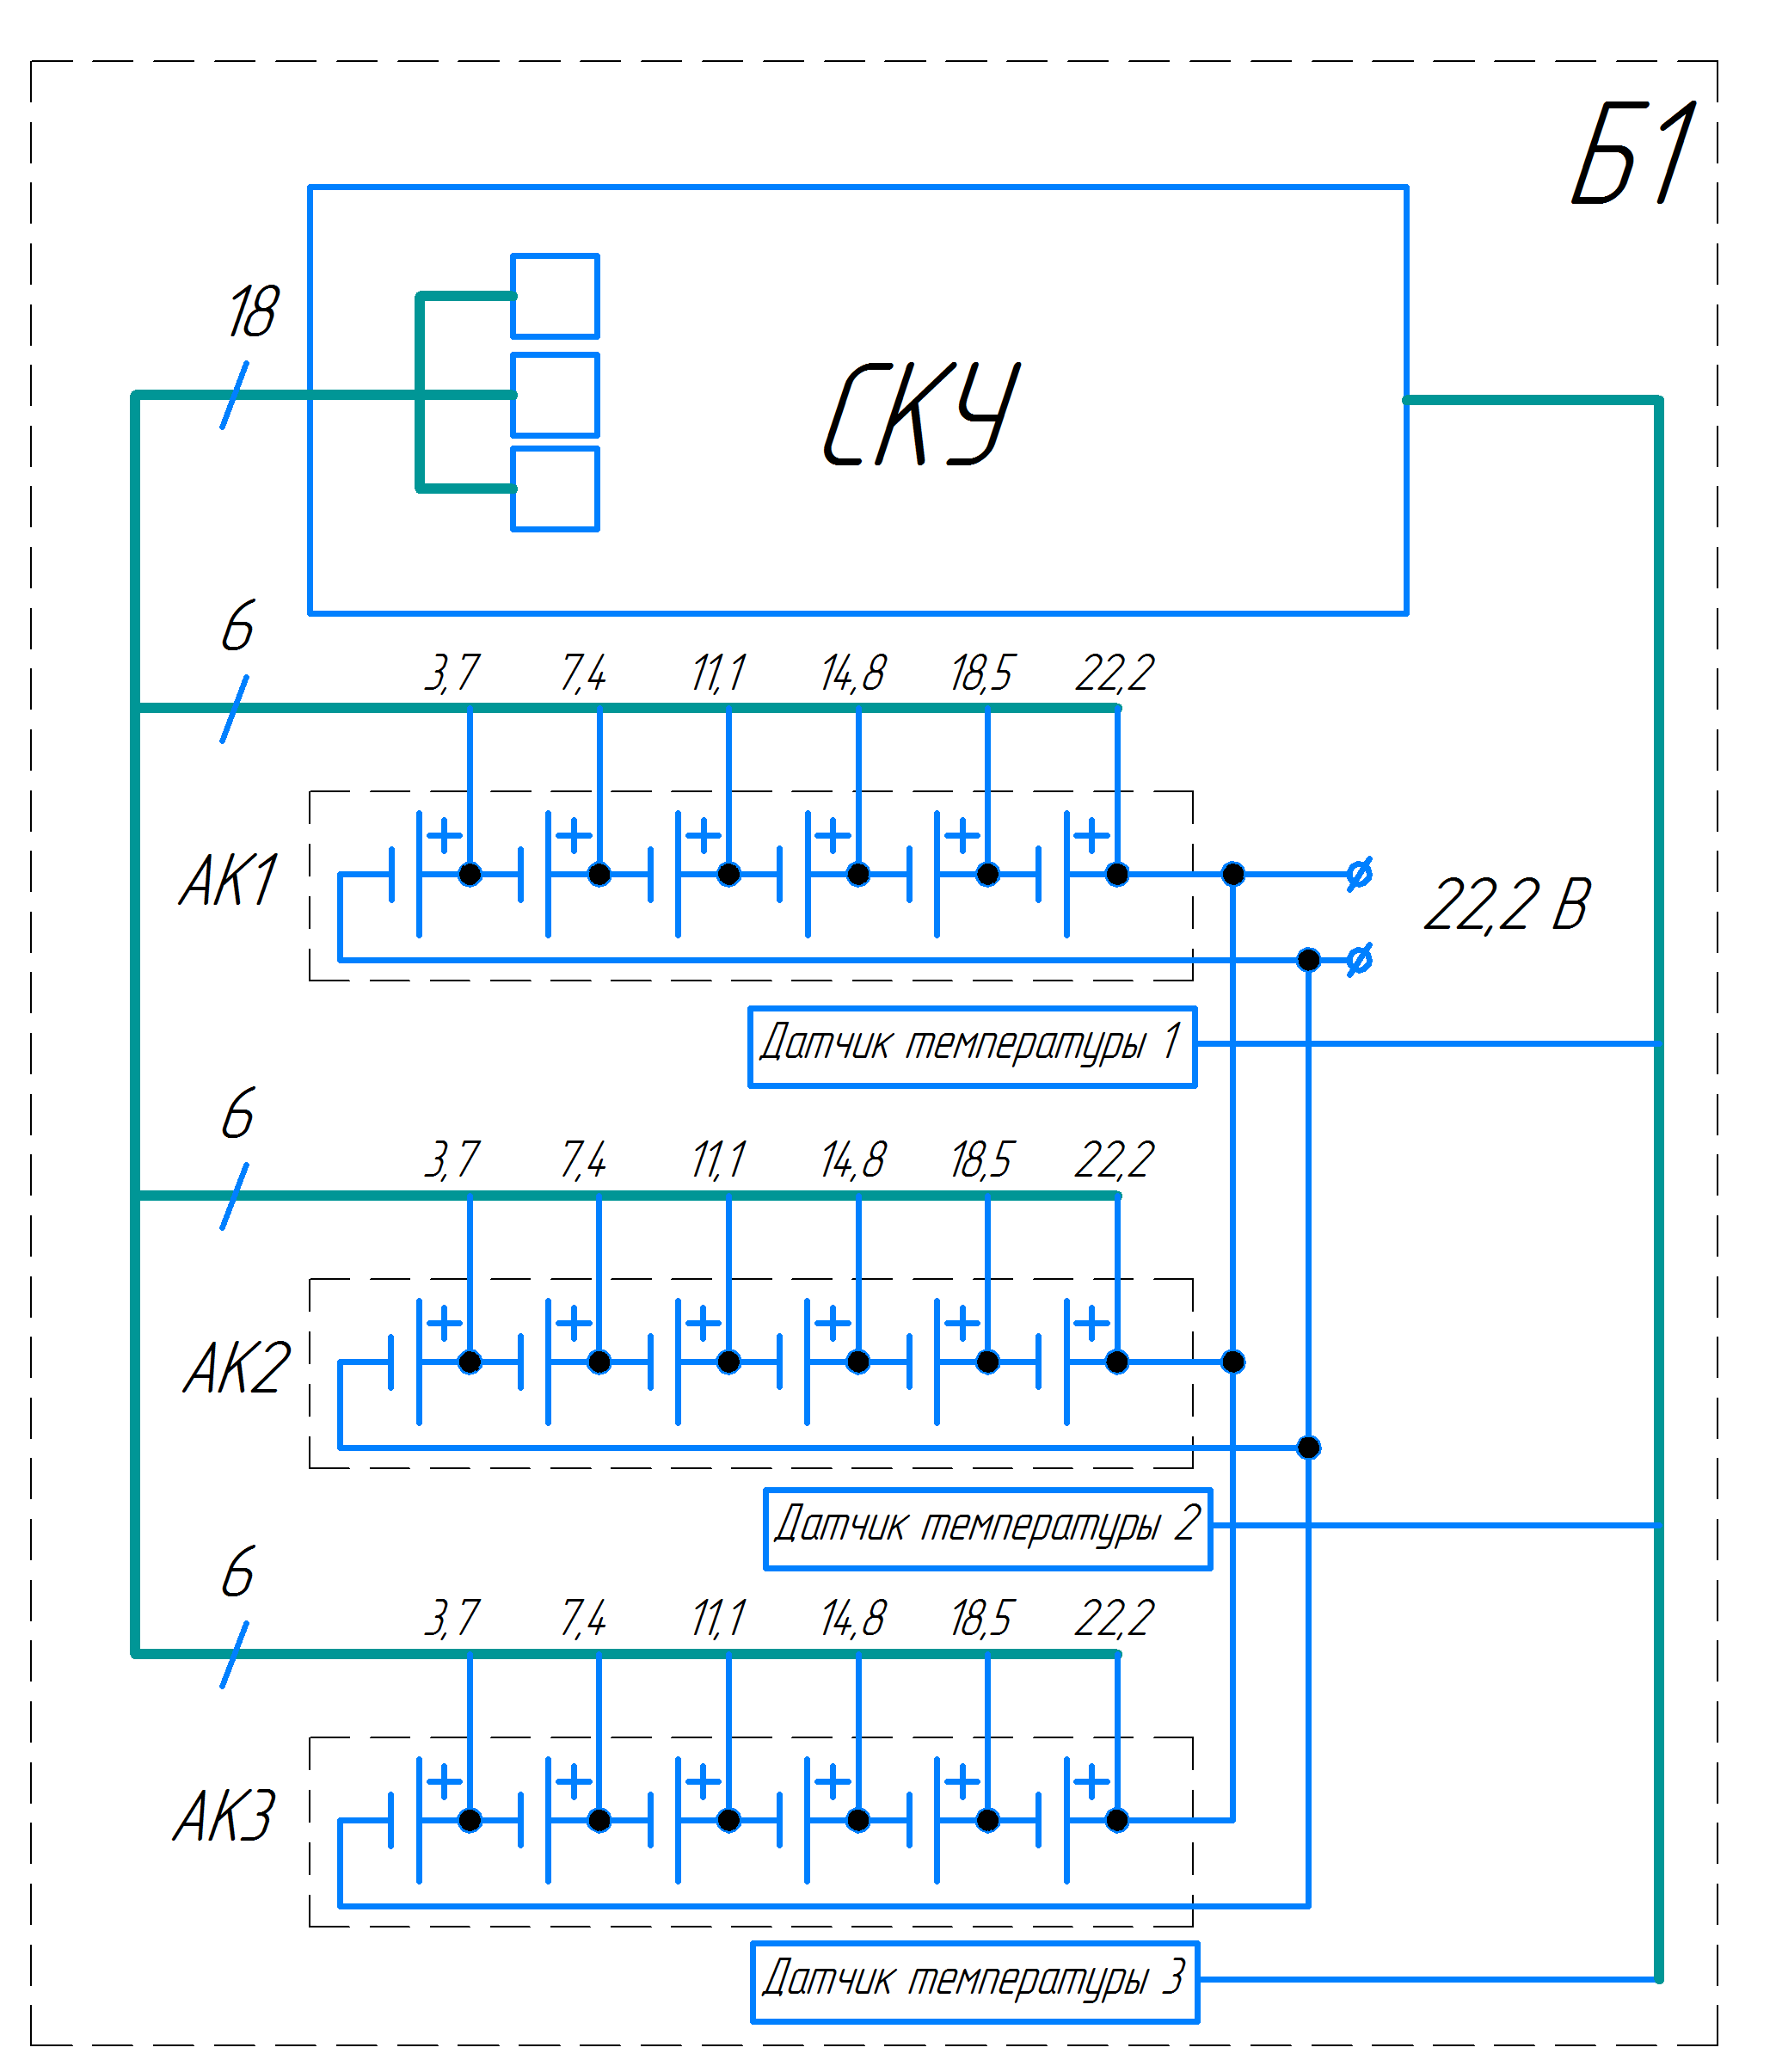 Б1
18
СКУ
6
3,7 7,4 11,1 14,8 18,5 22,2
АК1
22,2 В
Датчик температуры 1
6
3,7 7,4 11,1 14,8 18,5 22,2
АК2
Датчик температуры 2
6
3,7 7,4 11,1 14,8 18,5 22,2
АК3
Датчик температуры 3